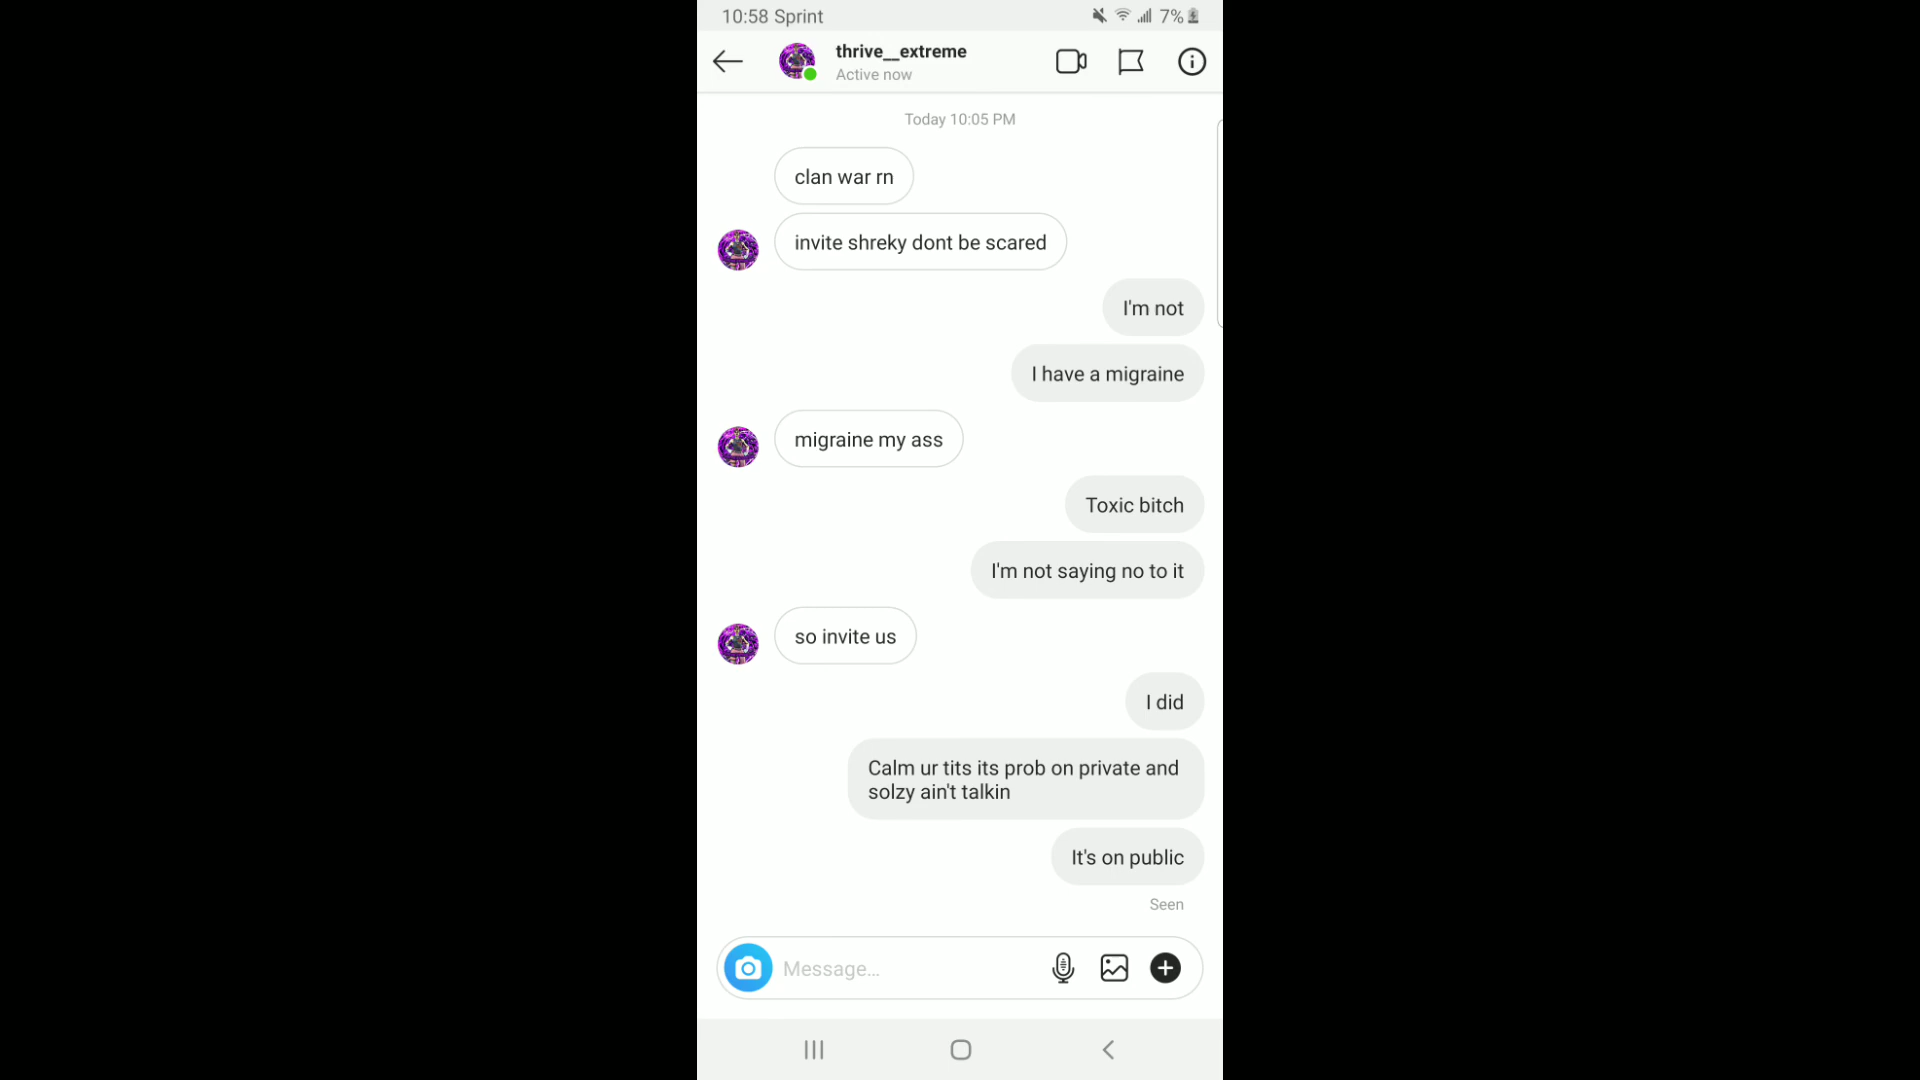 10:58 Sprint
7%
thrive__extreme
Active now
Today 10:05 PM
clan war rn
invite shreky dont be scared
I'm not
I have a migraine
migraine my ass
Toxic bitch
I'm not saying no to it
so invite us
I did
Calm ur tits its prob on private and
solzy ain't talkin
It's on public
Seen
Message...